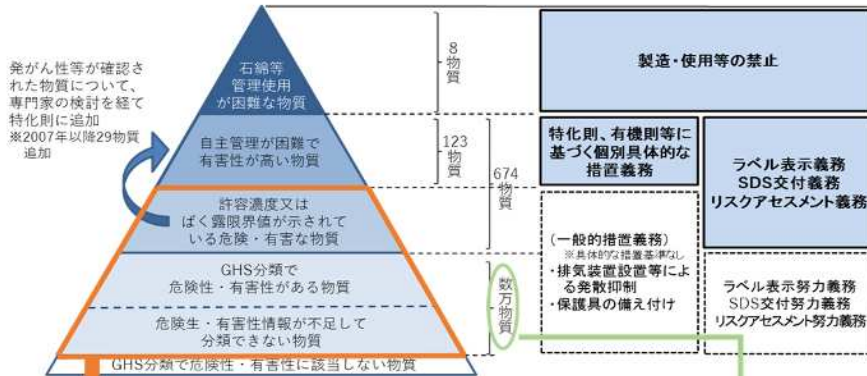 発がん性等が確認され
た物質について、
専門家の検討を経て
特化則に追加
※2007年以降29物質
追加
石綿等
管理使用
が困難な物質
自主管理が困難で
有害性が高い物質
許容濃度又は
ばく露限界値が示されて
いる危険・有害な物質
GHS分類で
危険性・有害性がある物質
危険生・有害性情報が不足して
分類できない物質
GHS分類で危険性・有害性に該当しない物質
8
物質
123
物質
674
物質
数万物質
製造・使用等の禁止
特化則、有機則等に
基づく個別具体的な
措置義務
ラベル表示義務
SDS交付義務
リスクアセスメント義務
(一般的措置義務)
※具体的な措置基準なし
・排気装置設置等によ
る発散抑制
・保護具の備え付け
ラベル表示努力義務
SDS交付努力義務
リスクアセスメント努力義務